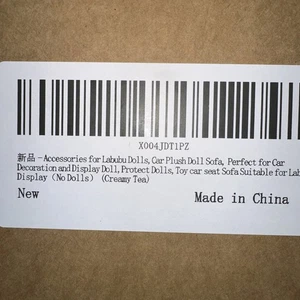 X004JDT1PZ
新品 -Accessories for Labubu Dolls, Car Plush Doll Sofa, Perfect for Car
Decoration and Display Doll, Protect Dolls, Toy car seat Sofa Suitable for Lab
Display (No Dolls) (Creamy Tea)
New
Made in China